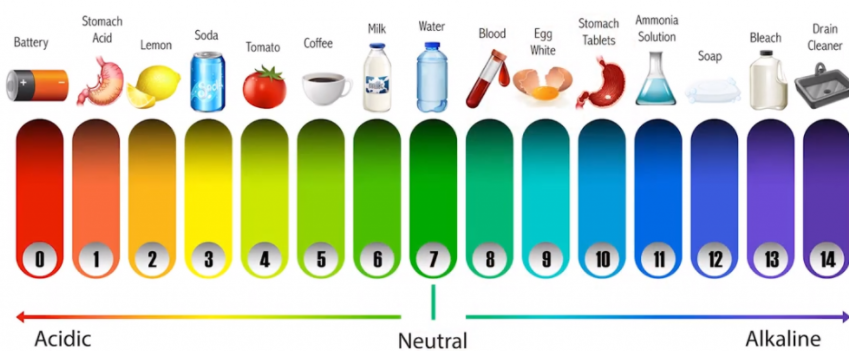 Battery
Stomach
Acid
Lemon
Soda
Tomato
Coffee
Milk
Water
Blood
Egg
White
Stomach
Tablets
Ammonia
Solution
Soap
Bleach
Drain
Cleaner
+ -
0 1 2 3 4 5 6 7 8 9 10 11 12 13 14
Acidic Neutral Alkaline